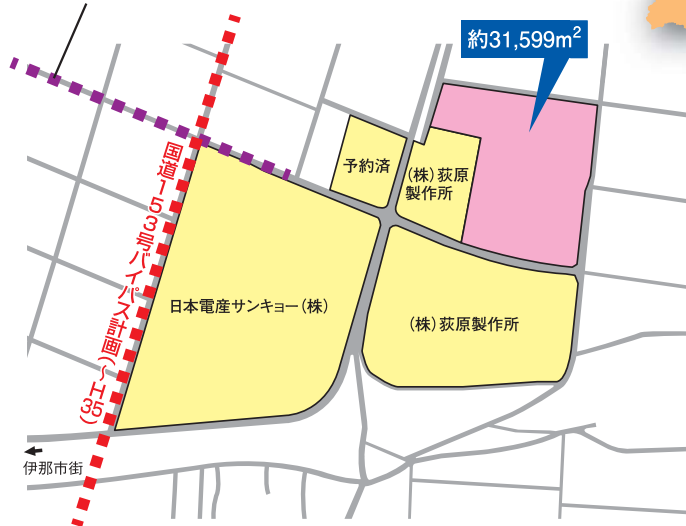 約31,599m²
予約済
（株）荻原
製作所
国道153号バイパス計画（～H35）
日本電産サンキョー（株）
（株）荻原製作所
伊那市街